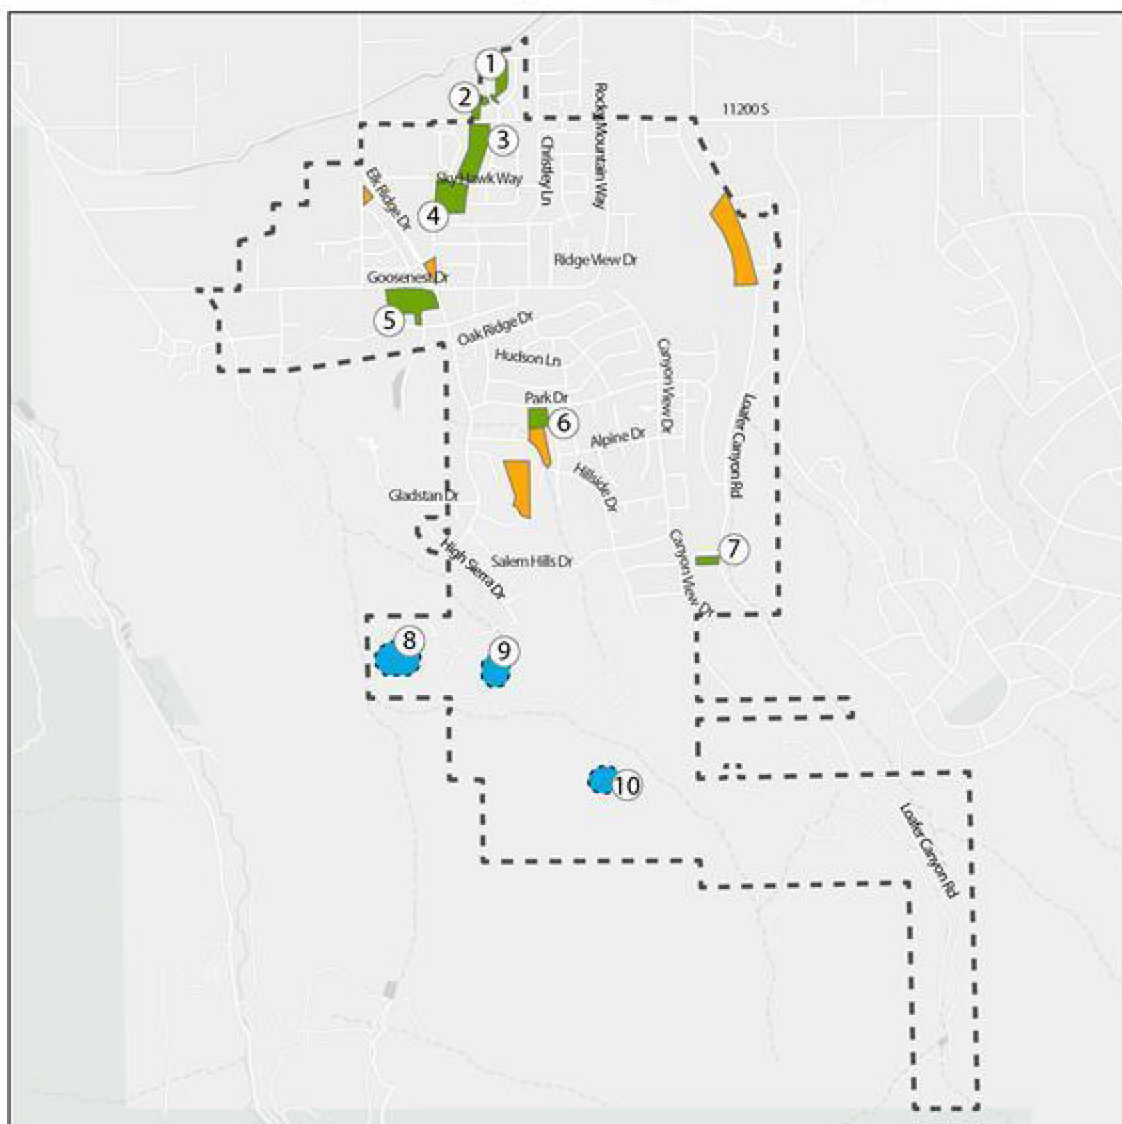 1
2
11200 S
3
Rocky Mountain Way
Christley Ln
Elk Ridge Dr
Sky Hawk Way
4
Ridge View Dr
Goosenest Dr
5
Oak Ridge Dr
Hudson Ln
Canyon View Dr
Park Dr
6
Loafer Canyon Rd
Alpine Dr
Hillside Dr
Gladstan Dr
High Sierra Dr
Salem Hills Dr
Canyon View Dr
7
8
9
10
Loafer Canyon Rd